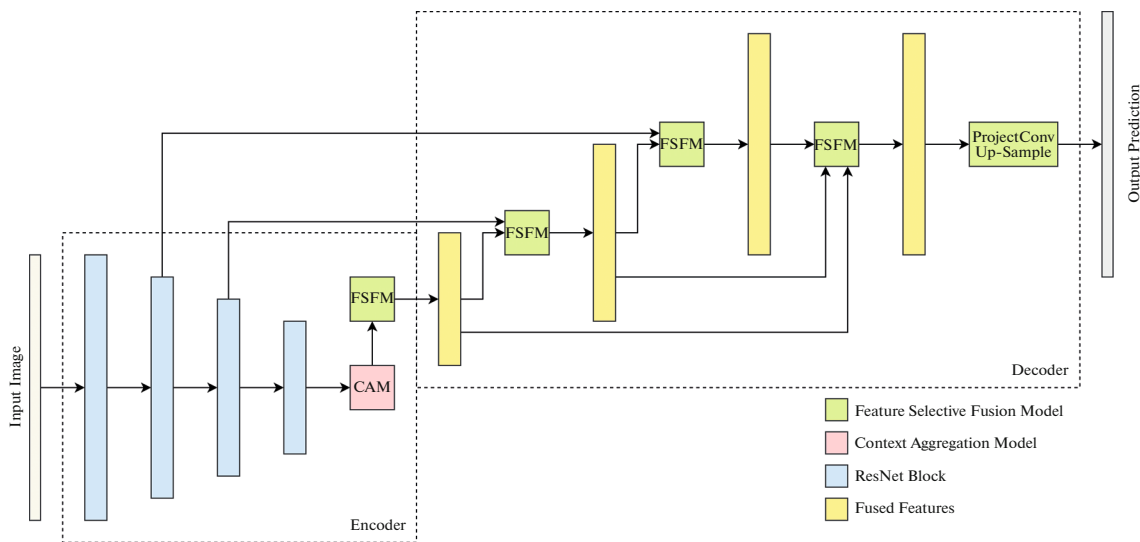 Input Image
FSFM
CAM
Encoder
FSFM
FSFM
FSFM
ProjectConv
Up-Sample
Output Prediction
Decoder
Feature Selective Fusion Model
Context Aggregation Model
ResNet Block
Fused Features